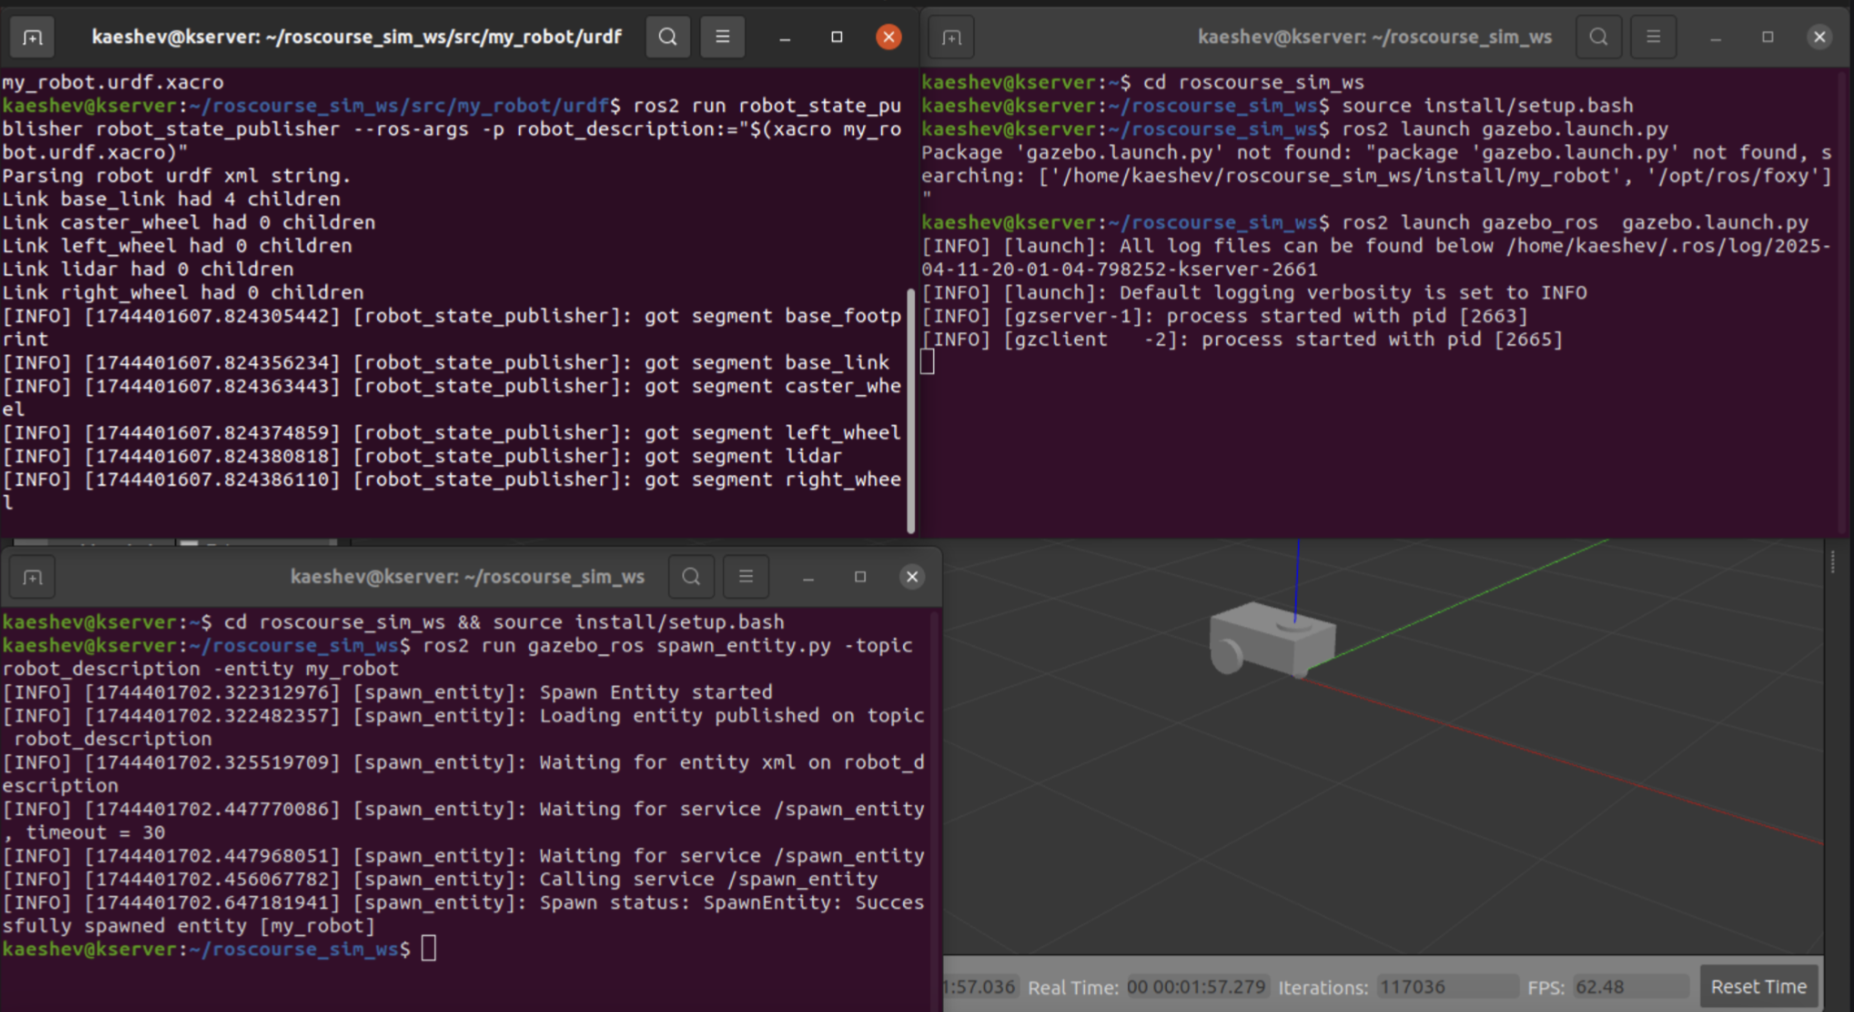 kaeshev@kserver: ~/roscourse_sim_ws/src/my_robot/urdf
my_robot.urdf.xacro
kaeshev@kserver:~/roscourse_sim_ws/src/my_robot/urdf$ ros2 run robot_state_pu
blisher robot_state_publisher --ros-args -p robot_description:="$(xacro my_ro
bot.urdf.xacro)"
Parsing robot urdf xml string.
Link base_link had 4 children
Link caster_wheel had 0 children
Link left_wheel had 0 children
Link lidar had 0 children
Link right_wheel had 0 children
[INFO] [1744401607.824305442] [robot_state_publisher]: got segment base_footp
rint
[INFO] [1744401607.824356234] [robot_state_publisher]: got segment base_link
[INFO] [1744401607.824363443] [robot_state_publisher]: got segment caster_whe
el
[INFO] [1744401607.824374859] [robot_state_publisher]: got segment left_wheel
[INFO] [1744401607.824380818] [robot_state_publisher]: got segment lidar
[INFO] [1744401607.824386110] [robot_state_publisher]: got segment right_whee
l
kaeshev@kserver: ~/roscourse_sim_ws
kaeshev@kserver:~$ cd roscourse_sim_ws
kaeshev@kserver:~/roscourse_sim_ws$ source install/setup.bash
kaeshev@kserver:~/roscourse_sim_ws$ ros2 launch gazebo.launch.py
Package 'gazebo.launch.py' not found: "package 'gazebo.launch.py' not found, s
earching: ['/home/kaeshev/roscourse_sim_ws/install/my_robot', '/opt/ros/foxy']
"
kaeshev@kserver:~/roscourse_sim_ws$ ros2 launch gazebo_ros  gazebo.launch.py
[INFO] [launch]: All log files can be found below /home/kaeshev/.ros/log/2025-
04-11-20-01-04-798252-kserver-2661
[INFO] [launch]: Default logging verbosity is set to INFO
[INFO] [gzserver-1]: process started with pid [2663]
[INFO] [gzclient   -2]: process started with pid [2665]
kaeshev@kserver: ~/roscourse_sim_ws
kaeshev@kserver:~$ cd roscourse_sim_ws && source install/setup.bash
kaeshev@kserver:~/roscourse_sim_ws$ ros2 run gazebo_ros spawn_entity.py -topic
robot_description -entity my_robot
[INFO] [1744401702.322312976] [spawn_entity]: Spawn Entity started
[INFO] [1744401702.322482357] [spawn_entity]: Loading entity published on topic
 robot_description
[INFO] [1744401702.325519709] [spawn_entity]: Waiting for entity xml on robot_d
escription
[INFO] [1744401702.447770086] [spawn_entity]: Waiting for service /spawn_entity
, timeout = 30
[INFO] [1744401702.447968051] [spawn_entity]: Waiting for service /spawn_entity
[INFO] [1744401702.456067782] [spawn_entity]: Calling service /spawn_entity
[INFO] [1744401702.647181941] [spawn_entity]: Spawn status: SpawnEntity: Succes
sfully spawned entity [my_robot]
kaeshev@kserver:~/roscourse_sim_ws$
1:57.036 Real Time: 00 00:01:57.279 Iterations: 117036 FPS: 62.48 Reset Time